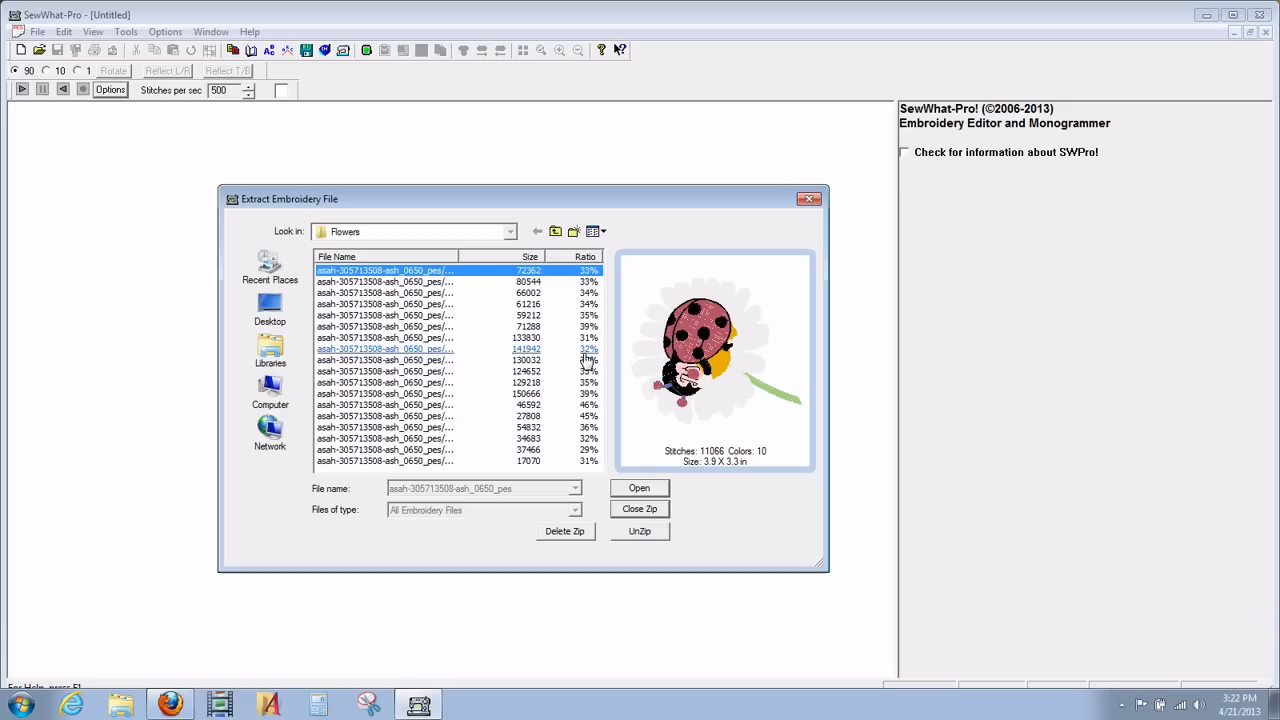 SewWhat-Pro - [Untitled]
File Edit View Tools Options Window Help
90 10 1 Rotate Reflect L/R Reflect T/B
Options Stitches per sec 500
SewWhat-Pro! (©2006-2013)
Embroidery Editor and Monogrammer
Check for information about SWPro!
Extract Embroidery File
Look in: Flowers
File Name Size Ratio
asah-305713508-ash_0650_pes/... 72362 33%
asah-305713508-ash_0650_pes/... 80544 33%
asah-305713508-ash_0650_pes/... 66002 34%
asah-305713508-ash_0650_pes/... 61216 34%
asah-305713508-ash_0650_pes/... 59212 35%
asah-305713508-ash_0650_pes/... 71288 39%
asah-305713508-ash_0650_pes/... 133830 31%
asah-305713508-ash_0650_pes/... 141942 32%
asah-305713508-ash_0650_pes/... 130032
asah-305713508-ash_0650_pes/... 124652
asah-305713508-ash_0650_pes/... 129218 35%
asah-305713508-ash_0650_pes/... 150666 39%
asah-305713508-ash_0650_pes/... 46592 46%
asah-305713508-ash_0650_pes/... 27808 45%
asah-305713508-ash_0650_pes/... 54832 36%
asah-305713508-ash_0650_pes/... 34683 32%
asah-305713508-ash_0650_pes/... 37466 29%
asah-305713508-ash_0650_pes/... 17070 31%
Recent Places
Desktop
Libraries
Computer
Network
Stitches: 11066 Colors: 10
Size: 3.9 X 3.3 in
File name: asah-305713508-ash_0650_pes Open
Files of type: All Embroidery Files Close Zip
Delete Zip UnZip
For Help, press F1
3:22 PM
4/21/2013